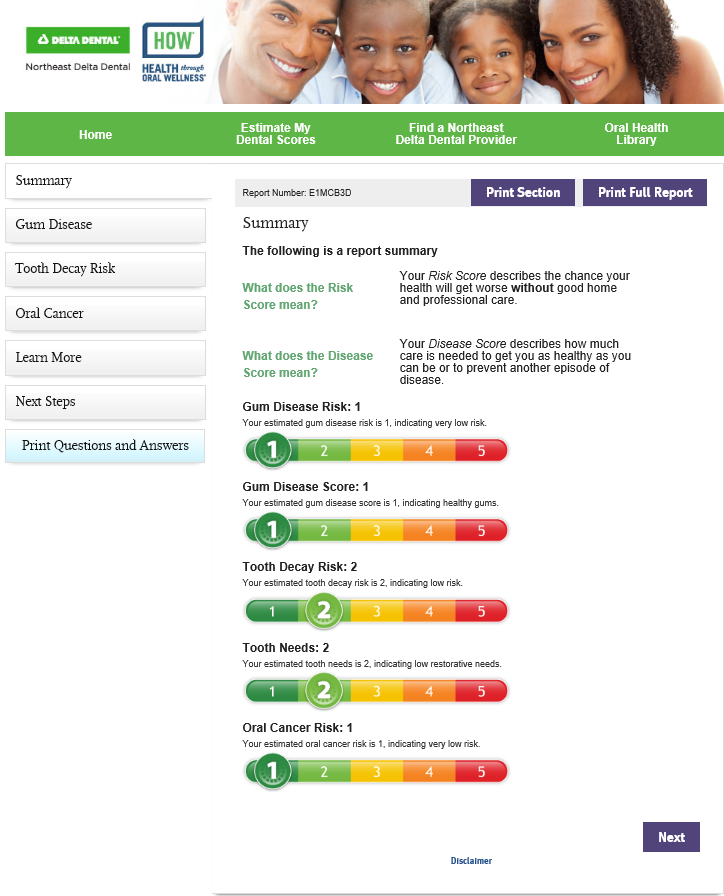 DELTA DENTAL®
Northeast Delta Dental
HOW®
HEALTH through
ORAL WELLNESS®
Home
Estimate My
Dental Scores
Find a Northeast
Delta Dental Provider
Oral Health
Library
Summary
Gum Disease
Tooth Decay Risk
Oral Cancer
Learn More
Next Steps
Print Questions and Answers
Report Number: E1MCB3D
Print Section
Print Full Report
Summary
The following is a report summary
What does the Risk
Score mean?
Your Risk Score describes the chance your
health will get worse without good home
and professional care.
What does the Disease
Score mean?
Your Disease Score describes how much
care is needed to get you as healthy as you
can be or to prevent another episode of
disease.
Gum Disease Risk: 1
Your estimated gum disease risk is 1, indicating very low risk.
1 2 3 4 5
Gum Disease Score: 1
Your estimated gum disease score is 1, indicating healthy gums.
1 2 3 4 5
Tooth Decay Risk: 2
Your estimated tooth decay risk is 2, indicating low risk.
1 2 3 4 5
Tooth Needs: 2
Your estimated tooth needs is 2, indicating low restorative needs.
1 2 3 4 5
Oral Cancer Risk: 1
Your estimated oral cancer risk is 1, indicating very low risk.
1 2 3 4 5
Next
Disclaimer